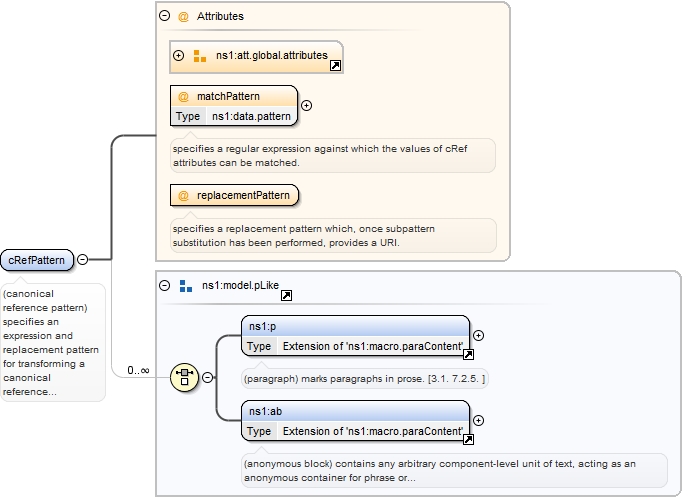 @ Attributes
ns1:att.global.attributes
@ matchPattern
Type ns1:data.pattern
specifies a regular expression against which the values of cRef
attributes can be matched.
@ replacementPattern
specifies a replacement pattern which, once subpattern
substitution has been performed, provides a URI.
cRefPattern
(canonical
reference pattern)
specifies an
expression and
replacement pattern
for transforming a
canonical
reference...
ns1:model.pLike
0..∞
ns1:p
Type Extension of 'ns1:macro.paraContent'
(paragraph) marks paragraphs in prose. [3.1. 7.2.5. ]
ns1:ab
Type Extension of 'ns1:macro.paraContent'
(anonymous block) contains any arbitrary component-level unit of text, acting as an
anonymous container for phrase or...